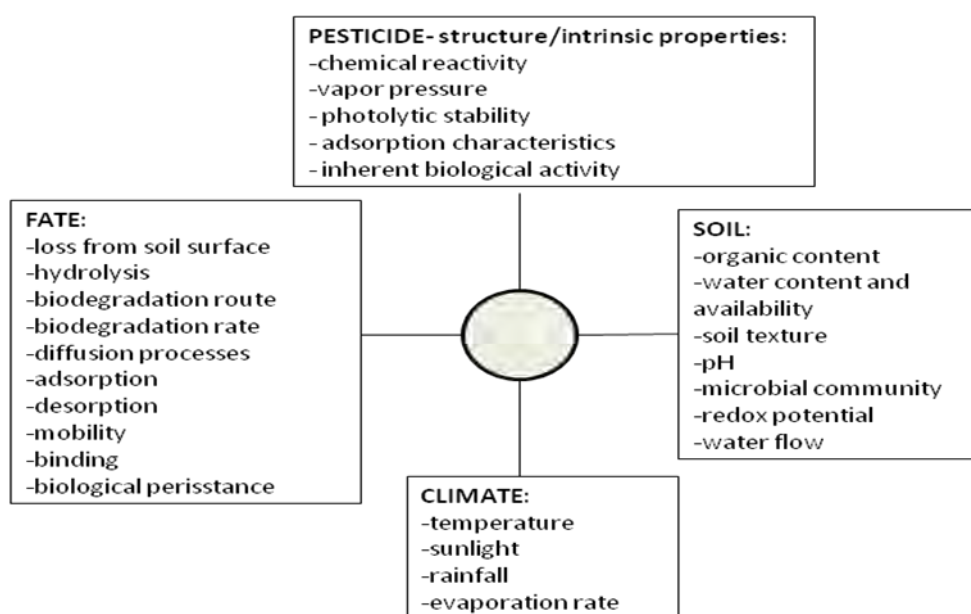 PESTICIDE- structure/intrinsic properties:
-chemical reactivity
-vapor pressure
- photolytic stability
- adsorption characteristics
- inherent biological activity
FATE:
-loss from soil surface
-hydrolysis
-biodegradation route
-biodegradation rate
-diffusion processes
-adsorption
-desorption
-mobility
-binding
-biological perisstance
SOIL:
-organic content
-water content and
availability
-soil texture
-pH
-microbial community
-redox potential
-water flow
CLIMATE:
-temperature
-sunlight
-rainfall
-evaporation rate